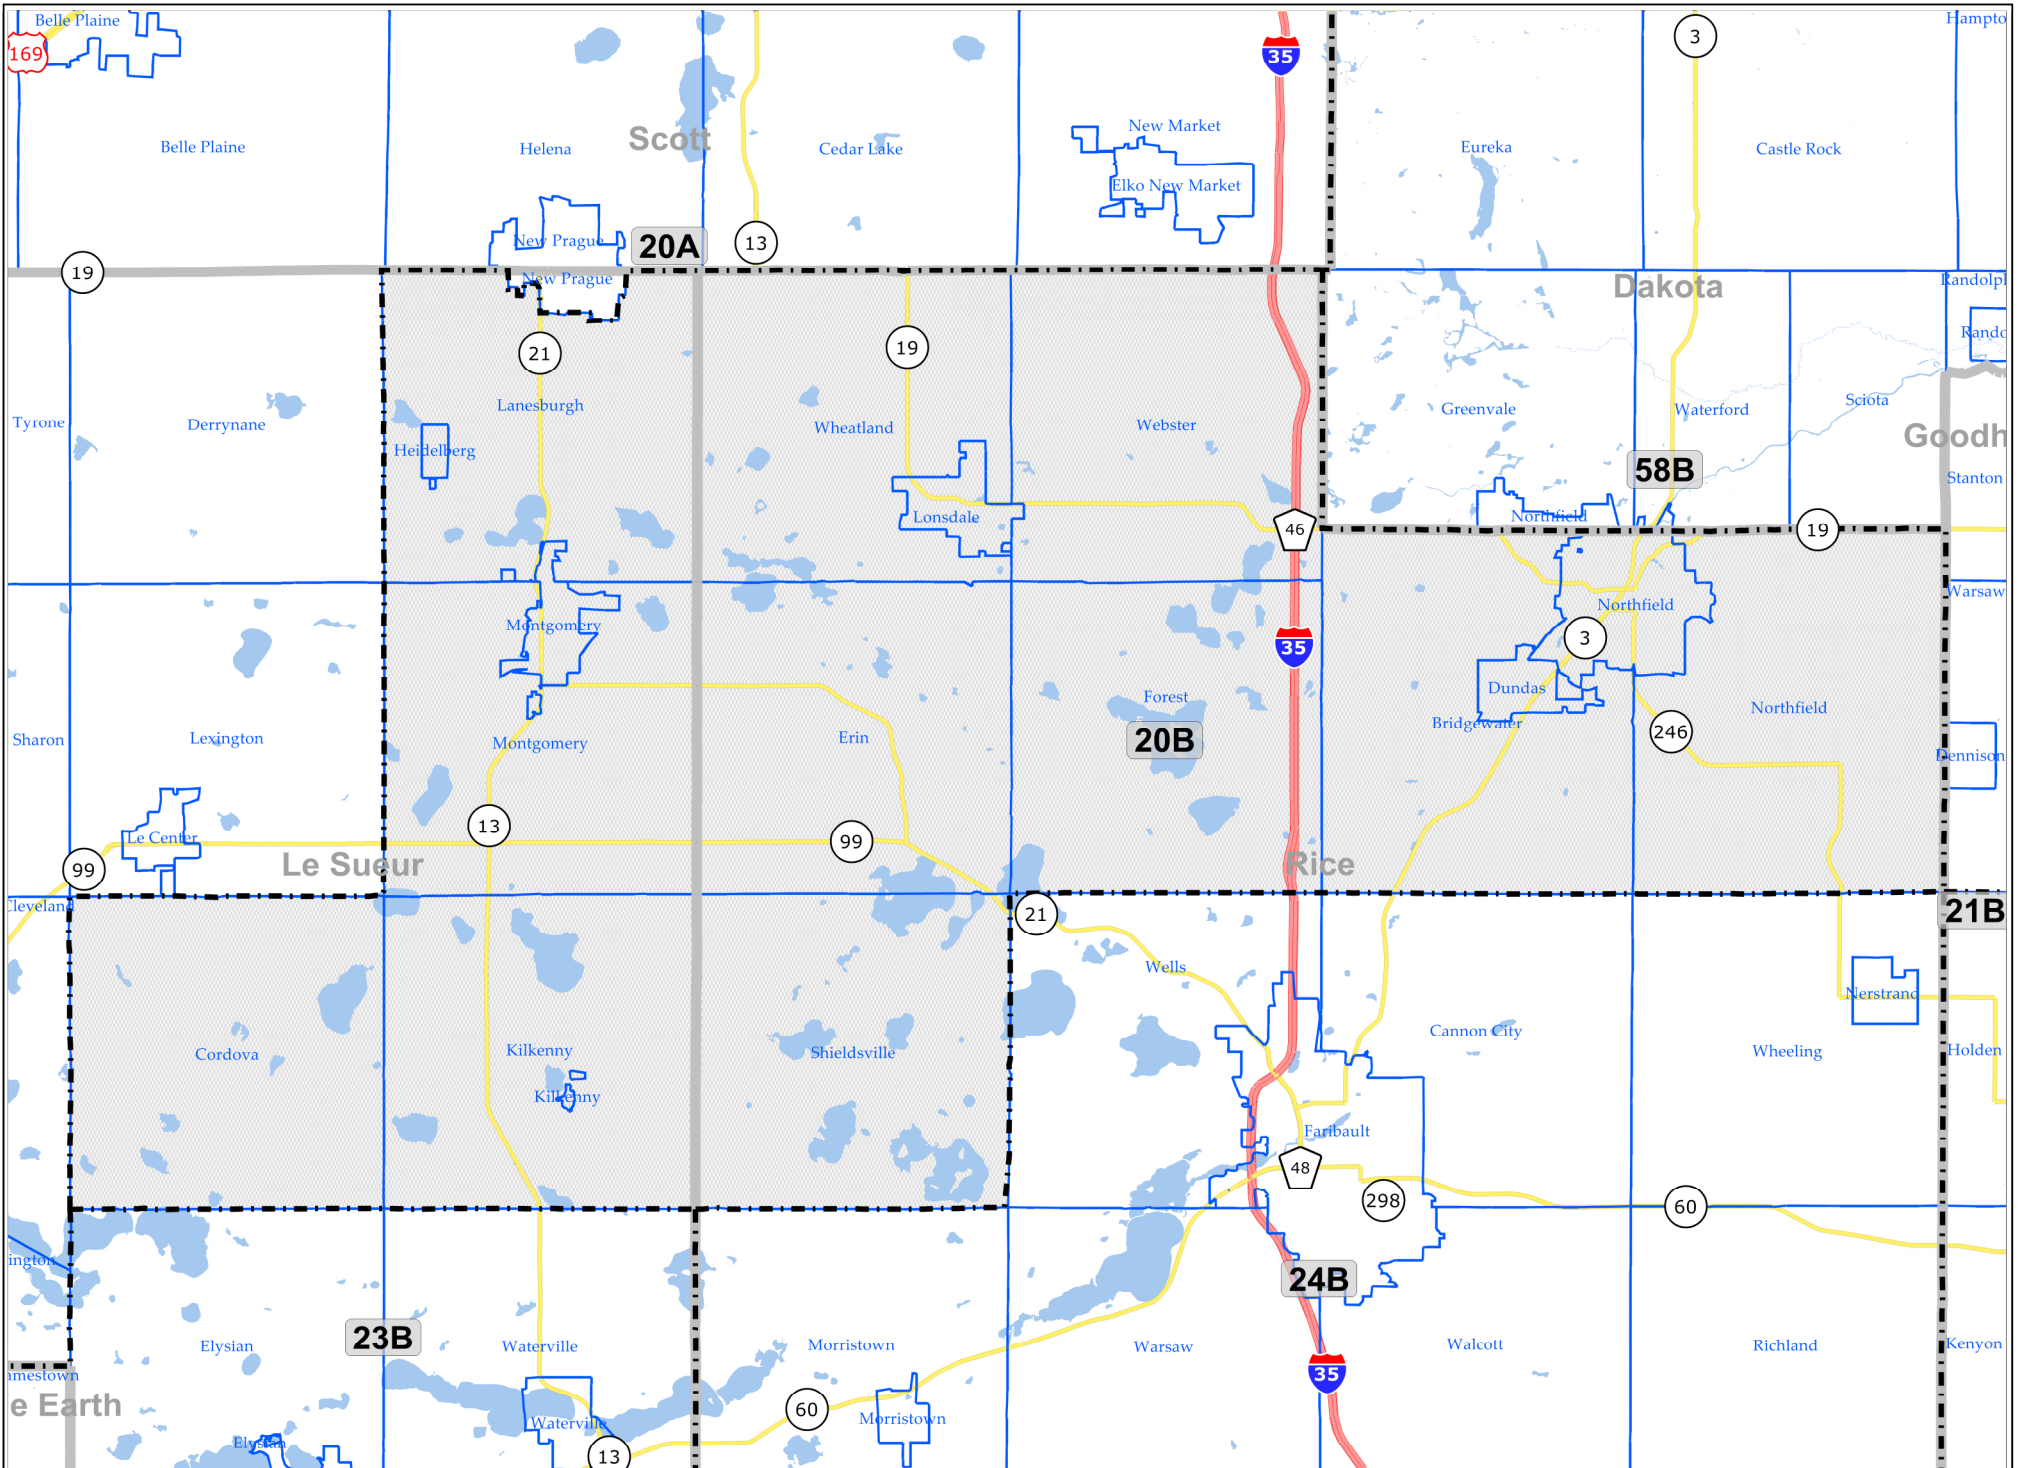 Belle Plaine
Hampto
169
35
3
New Market
Scott
Belle Plaine
Helena
Cedar Lake
Eureka
Castle Rock
Elko New Market
New Prague
20A
13
19
New Prague
Dakota
Randolph
Rando
21
19
Lanesburgh
Wheatland
Webster
Greenvale
Waterford
Sciota
Tyrone
Derrynane
Heidelberg
Goodh
58B
Stanton
Lonsdale
Northfield
46
19
Warsaw
Northfield
Montgomery
3
35
Dundas
Forest
Bridgewater
Northfield
246
Sharon
Lexington
Montgomery
Erin
20B
Dennison
13
Le Center
99
99
Le Sueur
Rice
Cleveland
21
21B
Wells
Nerstrand
Cannon City
Cordova
Kilkenny
Shieldsville
Wheeling
Holden
Kilkenny
Faribault
48
298
60
ington
24B
23B
Elysian
Waterville
Morristown
Warsaw
Walcott
Richland
Kenyon
35
mestown
e Earth
60
Morristown
Waterville
Elysian
13